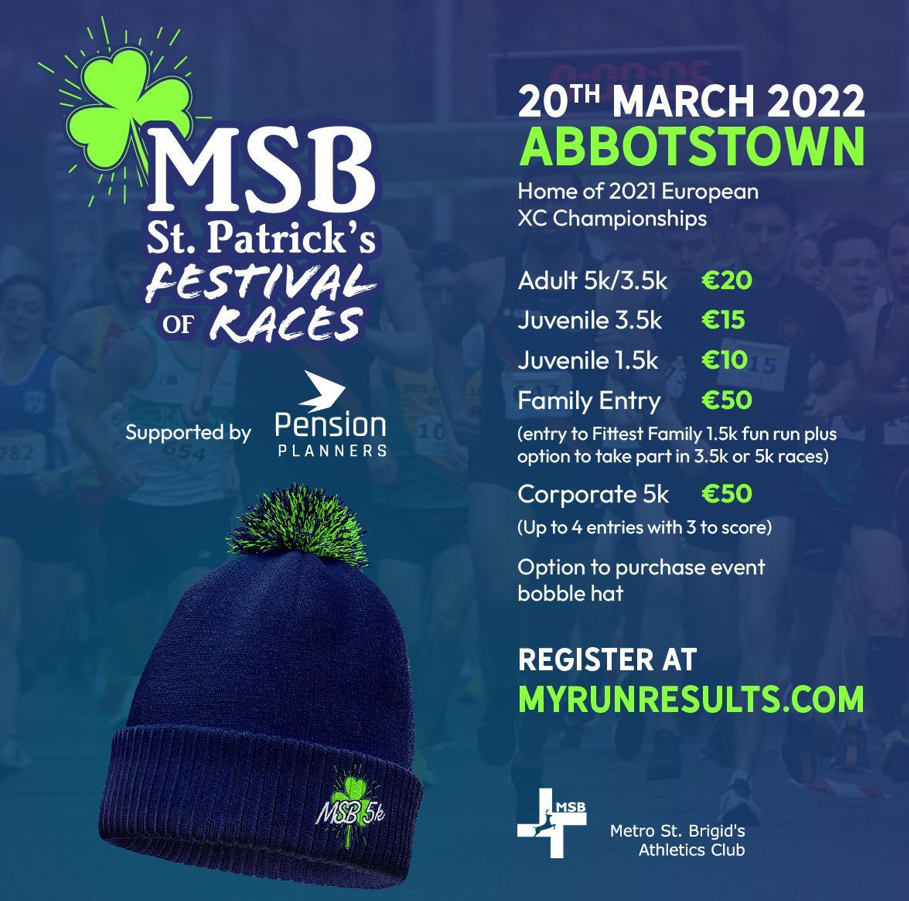 MSB
St. Patrick's
FESTIVAL
OF RACES
Supported by
Pension
PLANNERS
MSB 5k
20TH MARCH 2022
ABBOTSTOWN
Home of 2021 European
XC Championships
Adult 5k/3.5k €20
Juvenile 3.5k €15
Juvenile 1.5k €10
Family Entry €50
(entry to Fittest Family 1.5k fun run plus
option to take part in 3.5k or 5k races)
Corporate 5k €50
(Up to 4 entries with 3 to score)
Option to purchase event
bobble hat
REGISTER AT
MYRUNRESULTS.COM
MSB
Metro St. Brigid's
Athletics Club
782
654